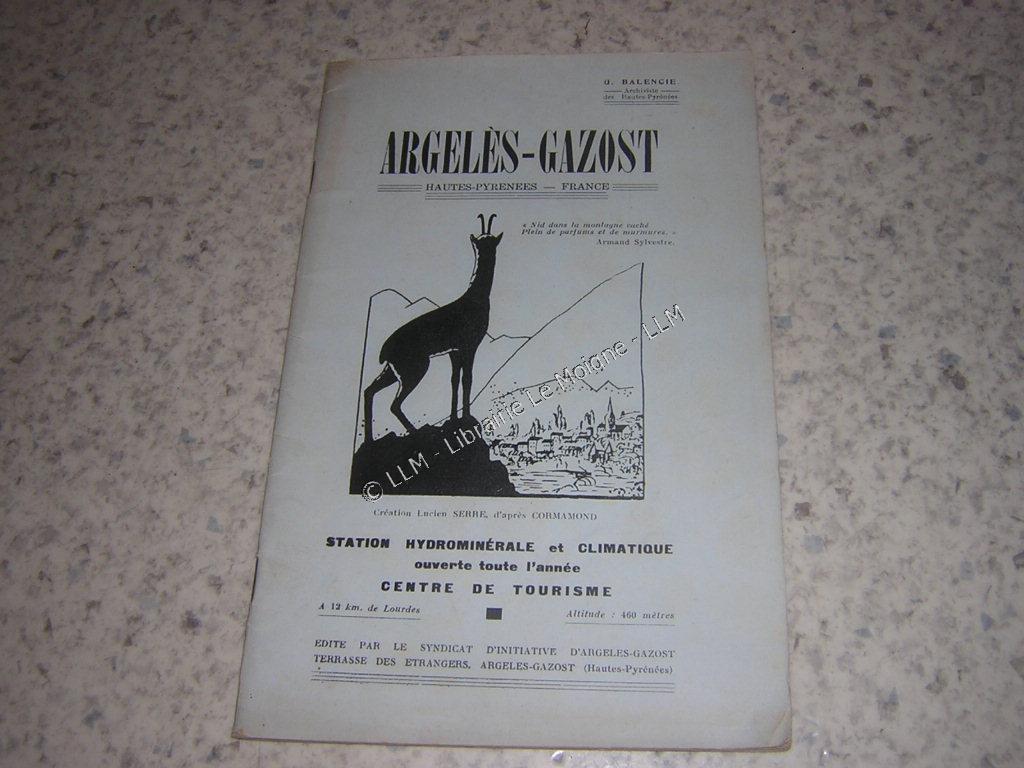 G. BALENCIE
Archiviste
des Hautes-Pyrénées
ARGELÈS-GAZOST
HAUTES-PYRENEES — FRANCE
« Nid dans la montagne caché
Plein de parfums et de murmures. »
Armand Sylvestre.
© LLM - Librairie Le Moigne - LLM
Création Lucien SERRE, d'après CORMAMOND
STATION HYDROMINÉRALE et CLIMATIQUE
ouverte toute l'année
CENTRE DE TOURISME
A 12 km. de Lourdes
Altitude : 460 mètres
EDITE PAR LE SYNDICAT D'INITIATIVE D'ARGELES-GAZOST
TERRASSE DES ETRANGERS, ARGELES-GAZOST (Hautes-Pyrénées)